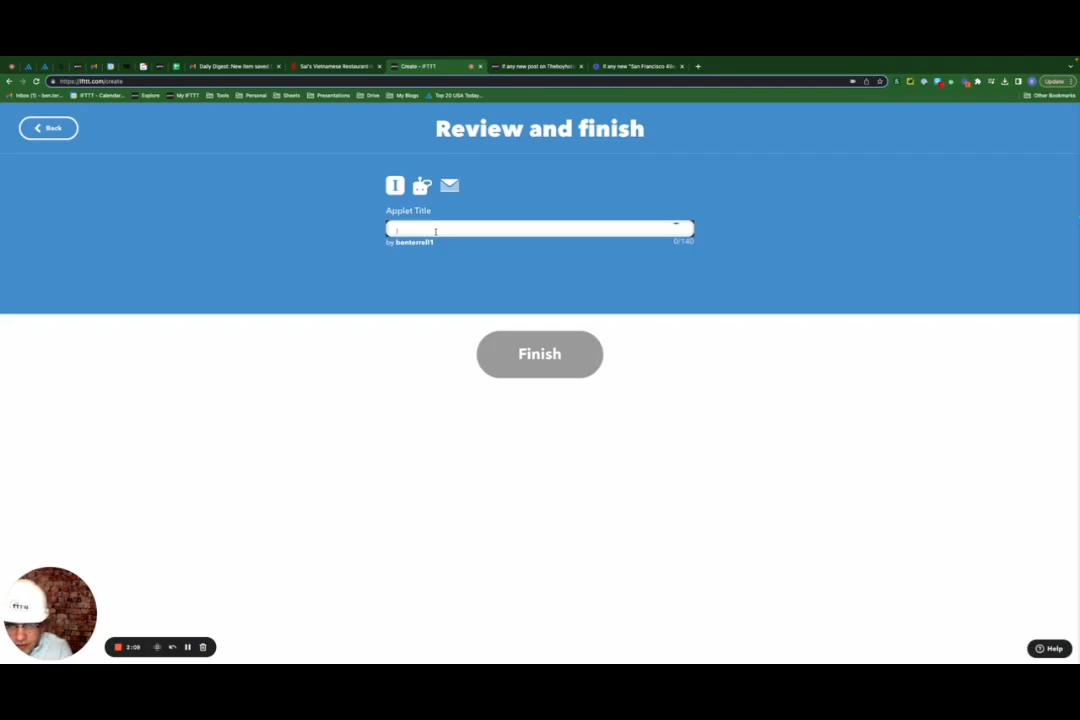 Daily Digest: New item saved
Sai's Vietnamese Restaurant
Create - IFTTT
If any new post on Theboyhotl
If any new "San Francisco 49e
https://ifttt.com/create
Update
Inbox (1) - ben.ter...
IFTTT - Calendar...
Explore
My IFTTT
Tools
Personal
Sheets
Presentations
Drive
My Blogs
Top 20 USA Today...
Other Bookmarks
Back
Review and finish
Applet Title
by benterrell1
0/140
Finish
2:08
Help